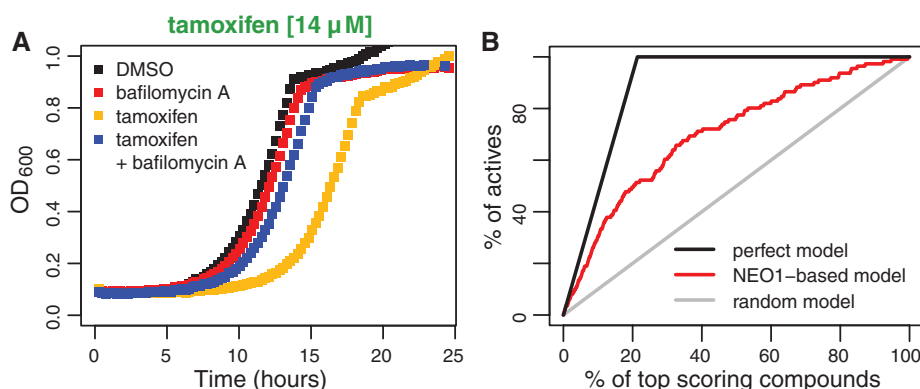 tamoxifen [14 µM]
A
OD600
1.0
0.8
0.6
0.4
0.2
0.0
DMSO
bafilomycin A
tamoxifen
tamoxifen
+ bafilomycin A
0 5 10 15 20 25
Time (hours)
B
% of actives
80
40
0
perfect model
NEO1−based model
random model
0 20 40 60 80 100
% of top scoring compounds